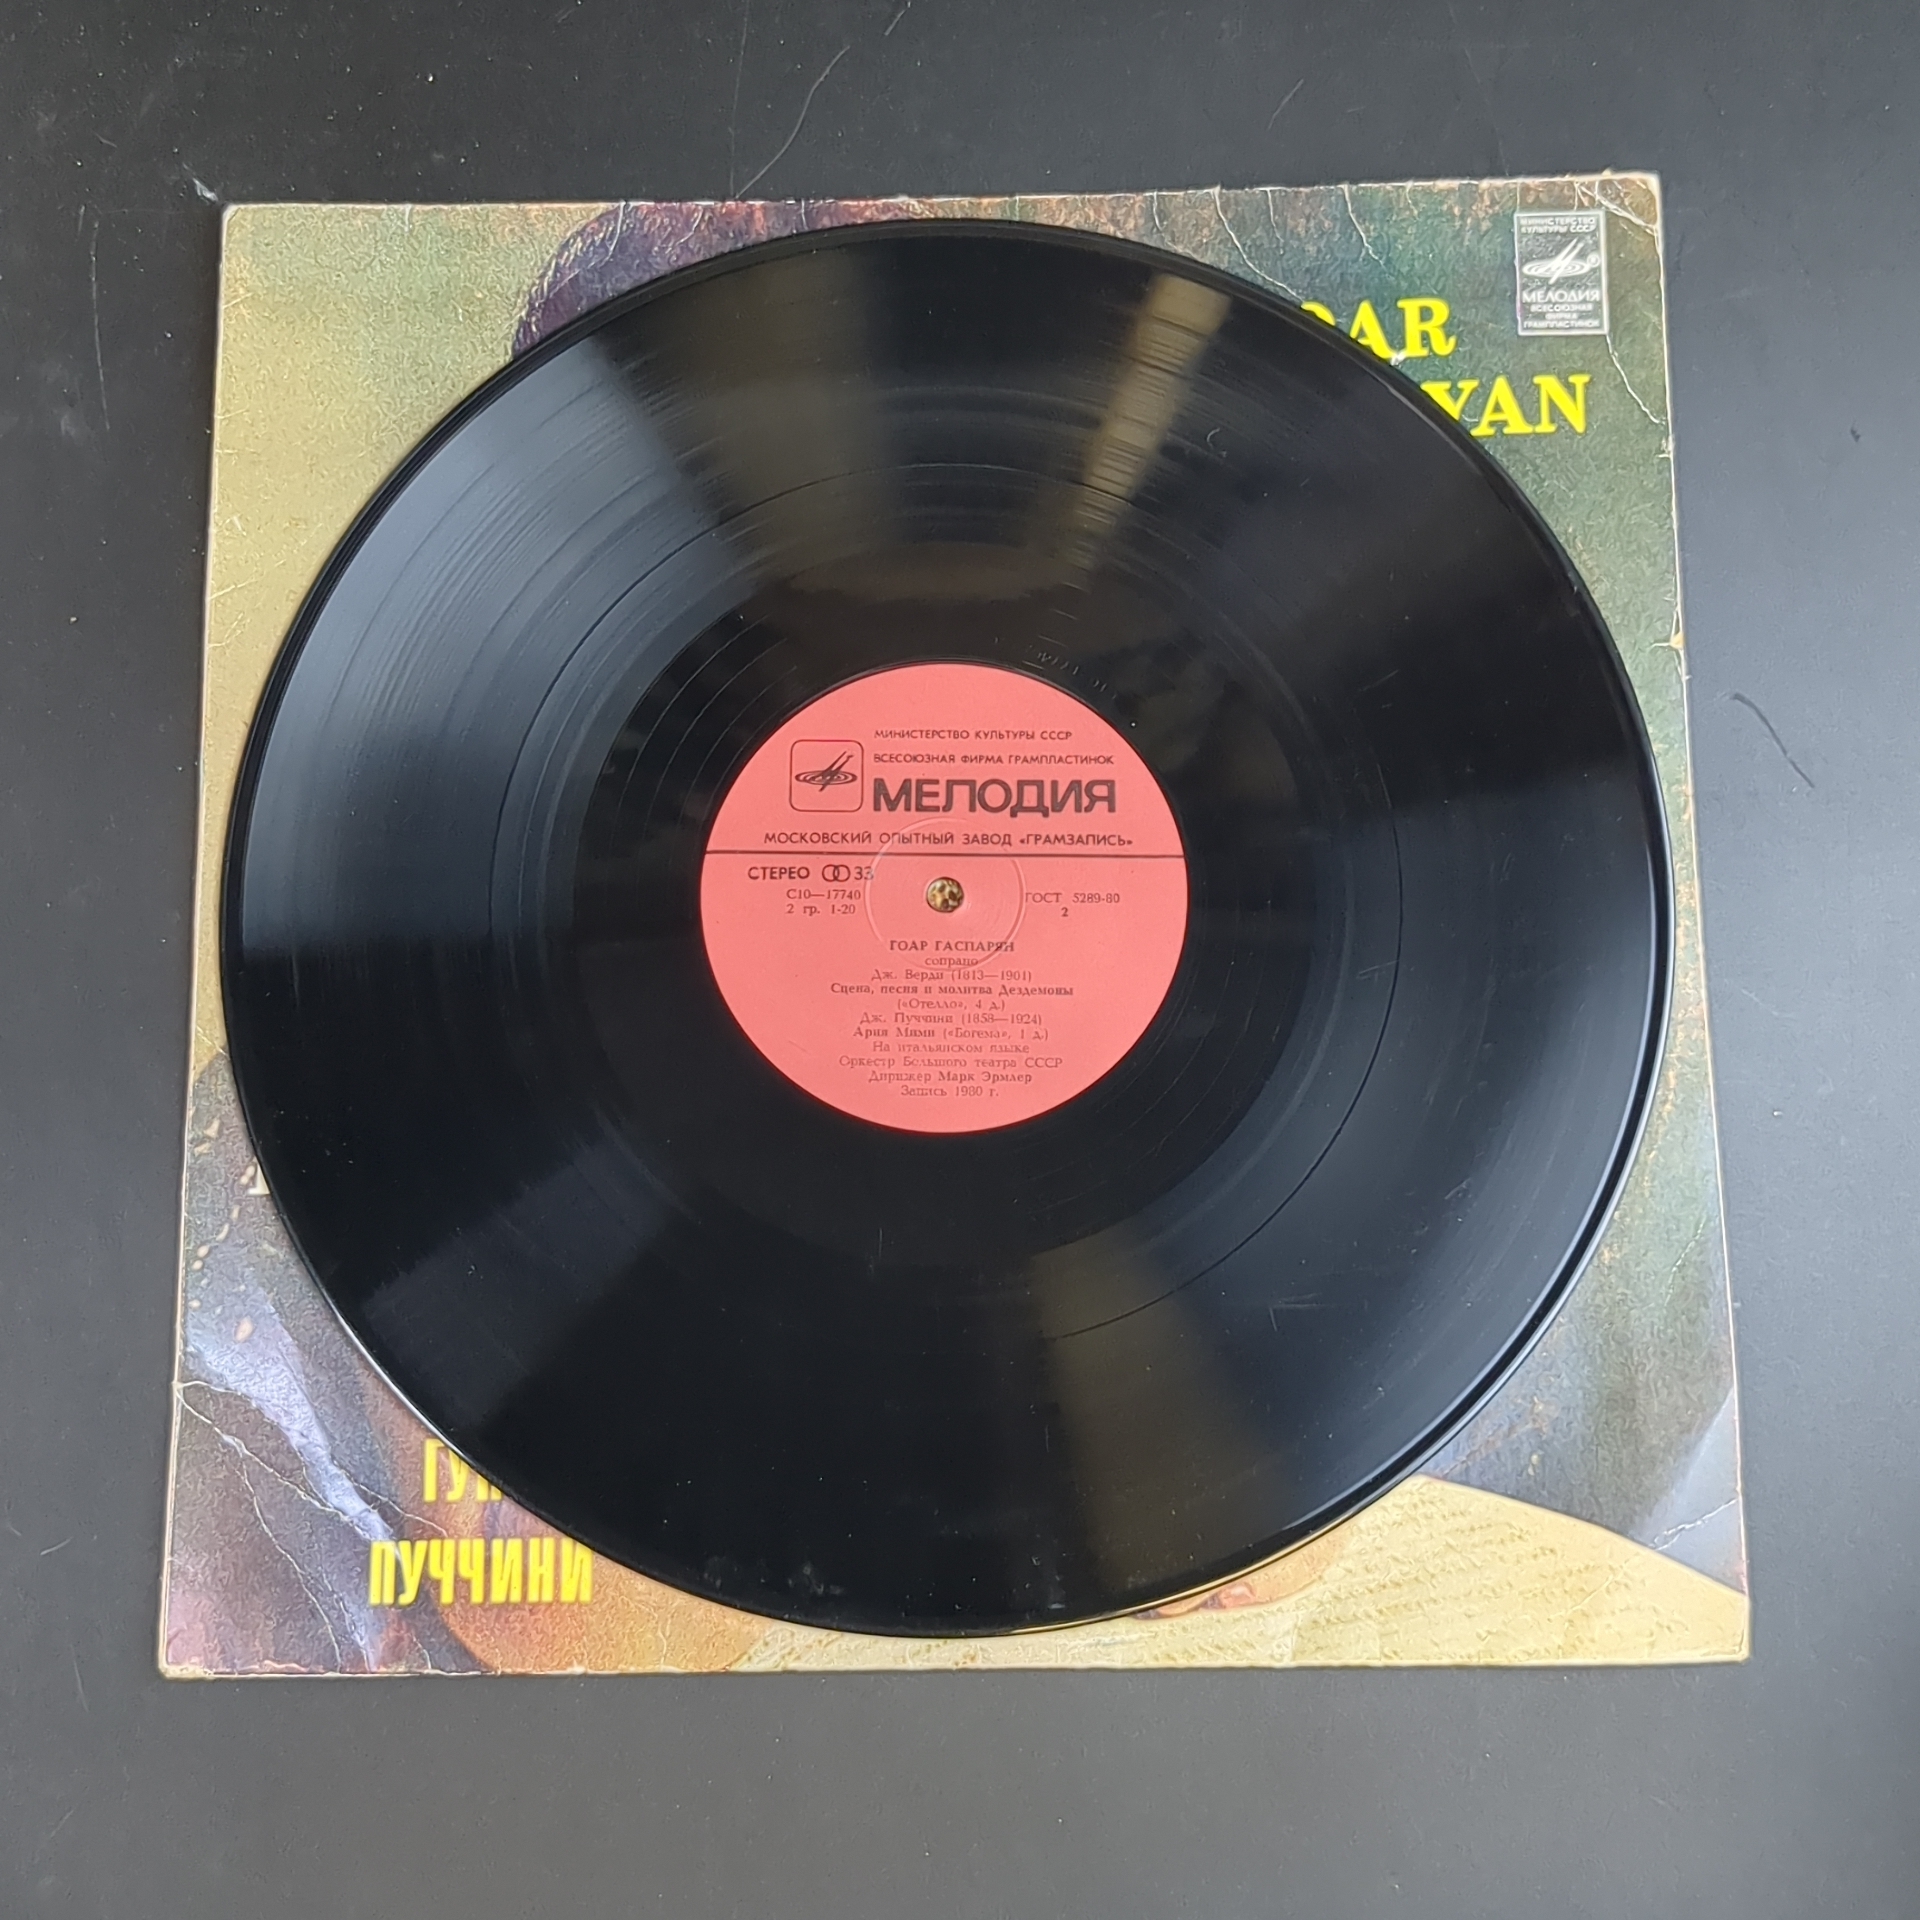 МИНИСТЕРСТВО
КУЛЬТУРЫ СССР
МЕЛОДИЯ
ВСЕСОЮЗНАЯ
ФИРМА
ГРАМПЛАСТИНОК
OAR
YAN
МИНИСТЕРСТВО КУЛЬТУРЫ СССР
ВСЕСОЮЗНАЯ ФИРМА ГРАМПЛАСТИНОК
МЕЛОДИЯ
МОСКОВСКИЙ ОПЫТНЫЙ ЗАВОД «ГРАМЗАПИСЬ»
СТЕРЕО 33
С10—17740
2 гр. 1-20
ГОСТ 5289-80
2
ГОАР ГАСПАРЯН
сопрано
Дж. Верди (1813—1901)
Сцена, песня и молитва Дездемоны
(«Отелло», 4 д.)
Дж. Пуччини (1858—1924)
Ария Мими («Богема», 1 д.)
На итальянском языке
Оркестр Большого театра СССР
Дирижер Марк Эрмлер
Запись 1980 г.
ПУЧЧИНИ